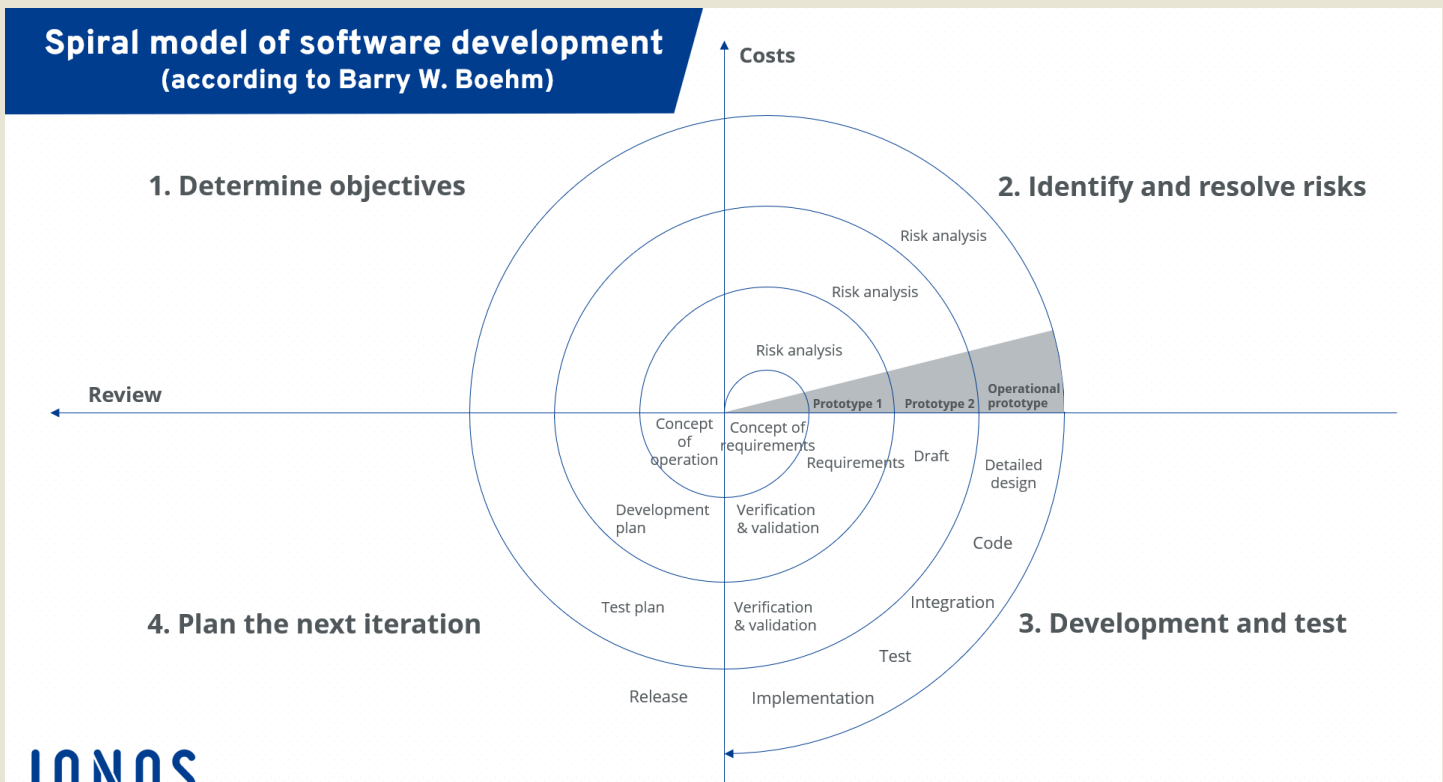 Spiral model of software development
(according to Barry W. Boehm)
Costs
1. Determine objectives
2. Identify and resolve risks
Risk analysis
Risk analysis
Risk analysis
Review
Operational
prototype
Prototype 1
Prototype 2
Concept
of
operation
Concept of
requirements
Requirements
Draft
Detailed
design
Development
plan
Verification
& validation
Code
Test plan
Verification
& validation
Integration
4. Plan the next iteration
3. Development and test
Test
Release
Implementation
IONOS